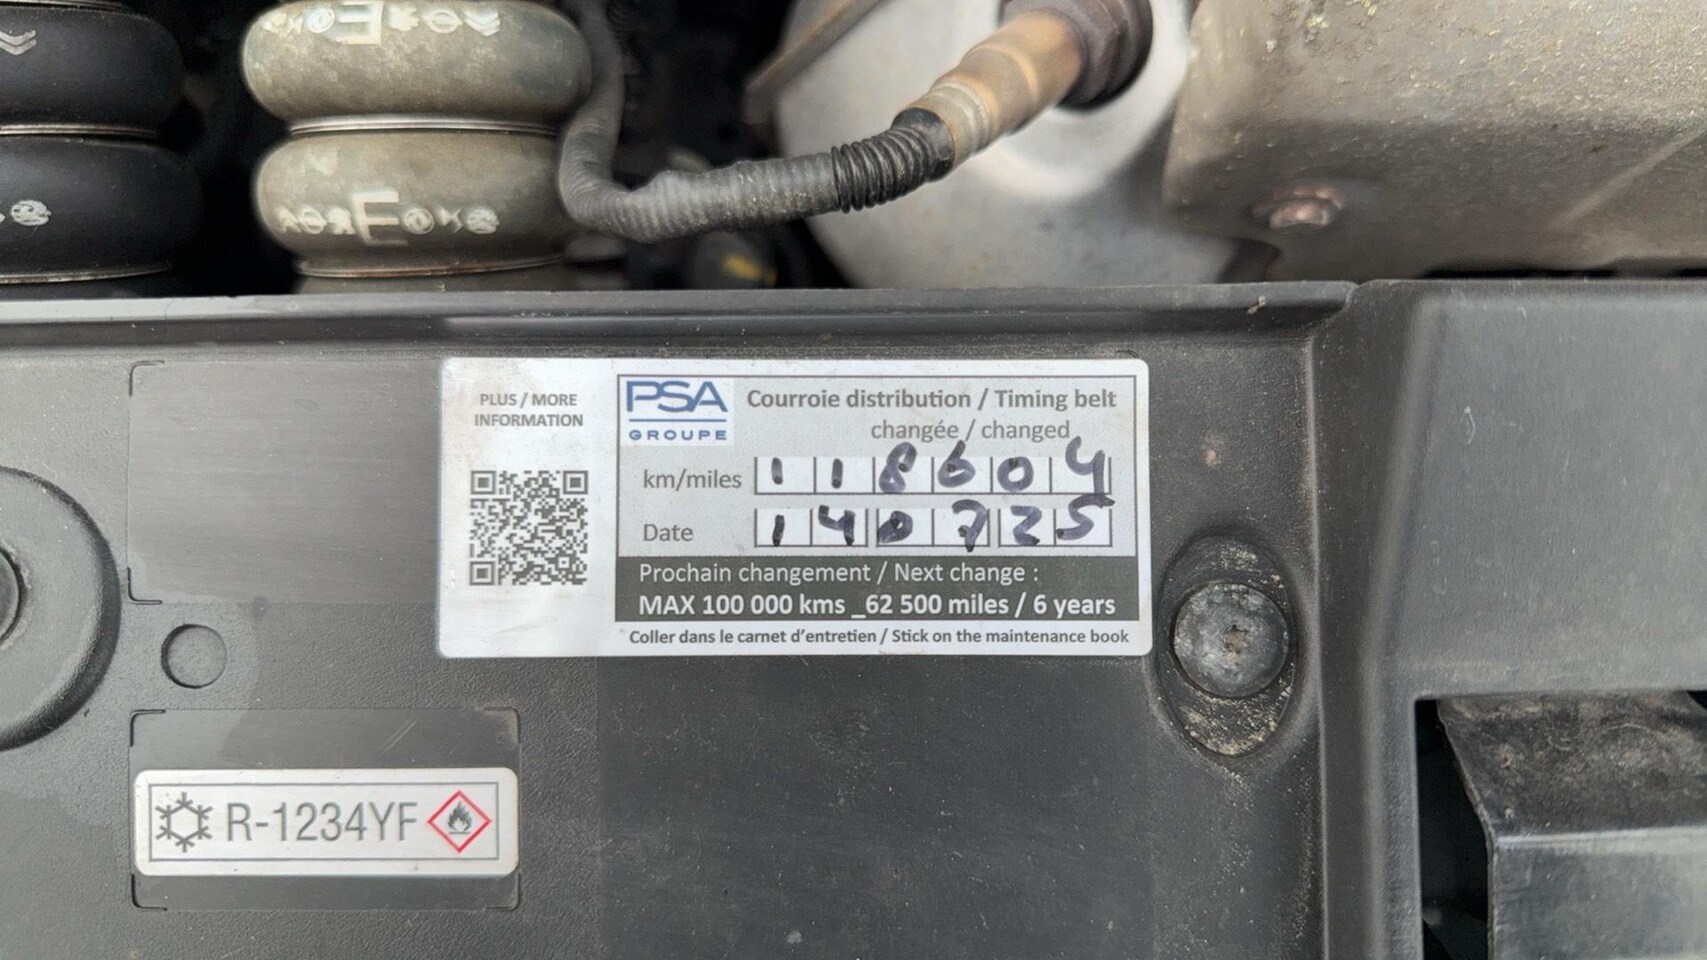 PLUS / MORE
INFORMATION
PSA
GROUPE
Courroie distribution / Timing belt
changée / changed
km/miles 118604
Date 140725
Prochain changement / Next change :
MAX 100 000 kms _62 500 miles / 6 years
Coller dans le carnet d'entretien / Stick on the maintenance book
R-1234YF